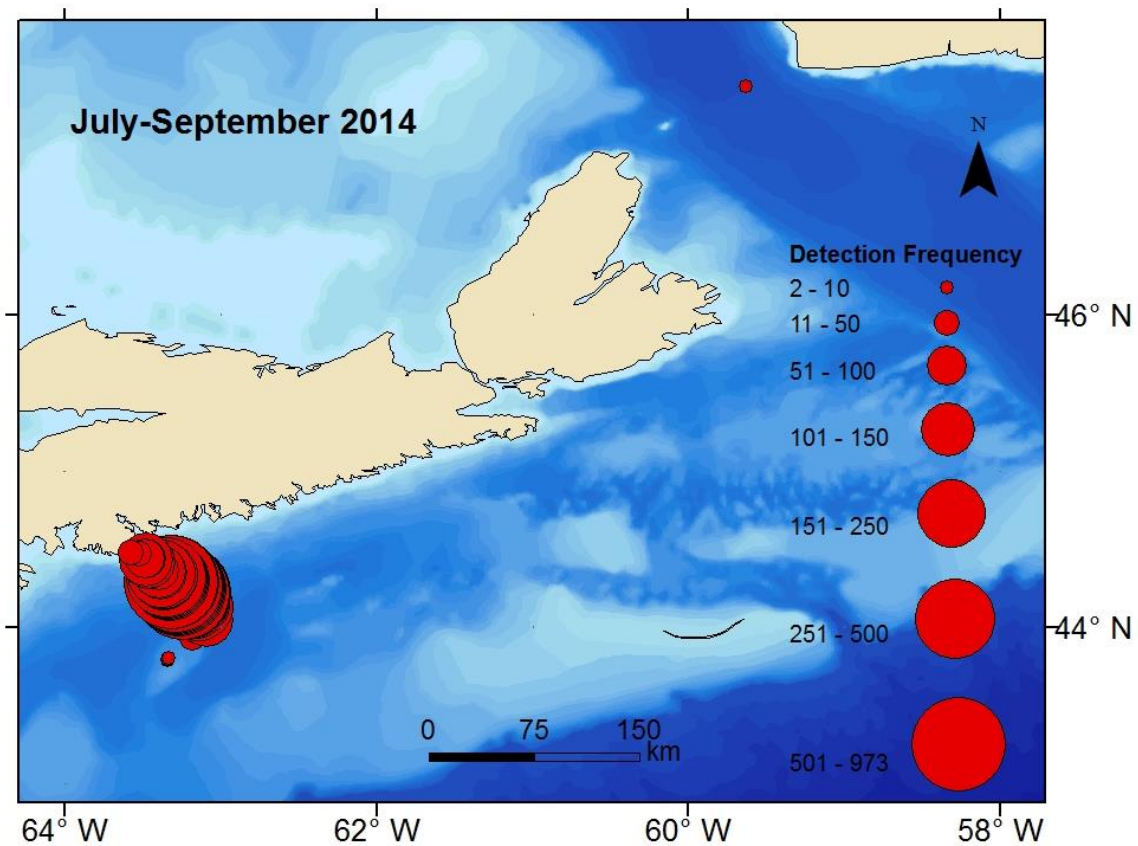 July-September 2014
N
Detection Frequency
2 - 10
11 - 50
51 - 100
101 - 150
151 - 250
251 - 500
501 - 973
46° N
44° N
0 75 150
km
64° W 62° W 60° W 58° W